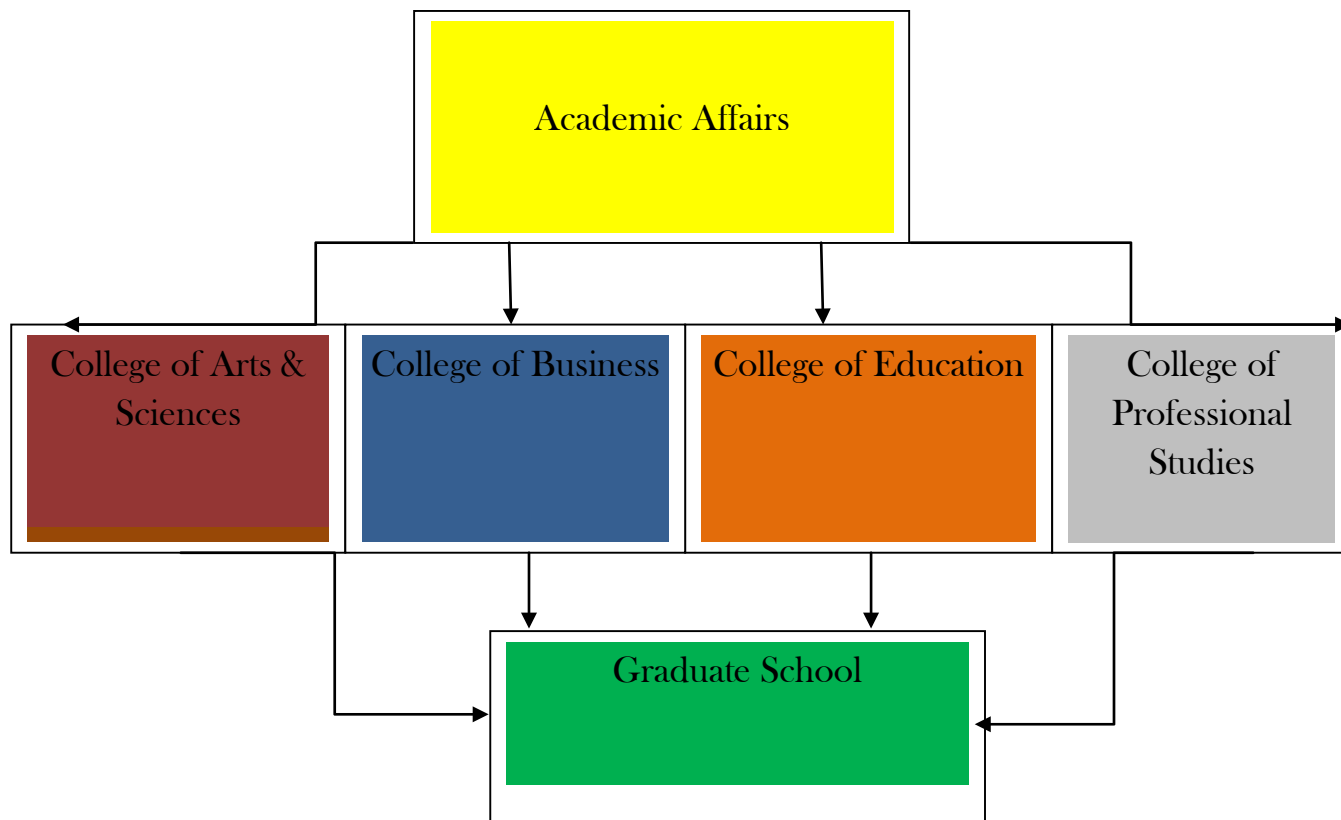 Academic Affairs
College of Arts &
Sciences
College of Business
College of Education
College of
Professional
Studies
Graduate School